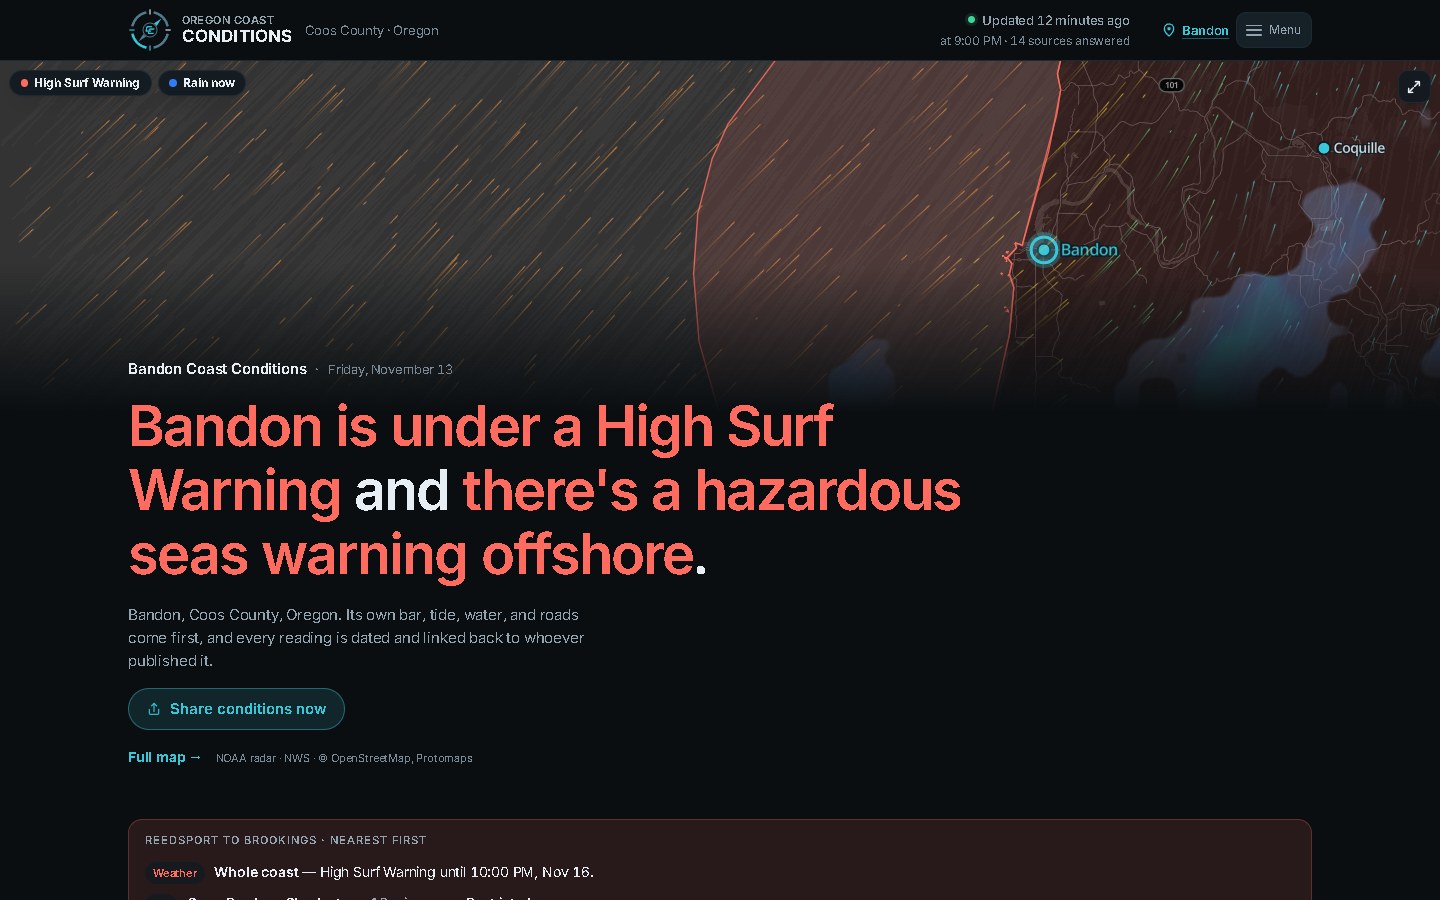 OREGON COAST
CONDITIONS
Coos County · Oregon
Updated 12 minutes ago
at 9:00 PM · 14 sources answered
Bandon
Menu
High Surf Warning
Rain now
101
Coquille
Bandon
Bandon Coast Conditions · Friday, November 13
Bandon is under a High Surf
Warning and there's a hazardous
seas warning offshore.
Bandon, Coos County, Oregon. Its own bar, tide, water, and roads
come first, and every reading is dated and linked back to whoever
published it.
Share conditions now
Full map → NOAA radar · NWS · © OpenStreetMap, Protomaps
REEDSPORT TO BROOKINGS · NEAREST FIRST
Weather Whole coast — High Surf Warning until 10:00 PM, Nov 16.